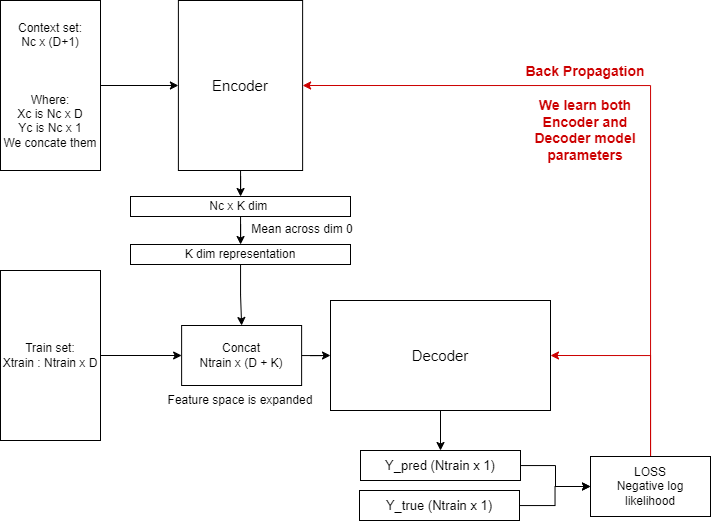 Context set:
Nc x (D+1)
Where:
Xc is Nc x D
Yc is Nc x 1
We concate them
Encoder
Back Propagation
We learn both
Encoder and
Decoder model
parameters
Nc x K dim
Mean across dim 0
K dim representation
Train set:
Xtrain : Ntrain x D
Concat
Ntrain x (D + K)
Feature space is expanded
Decoder
Y_pred (Ntrain x 1)
Y_true (Ntrain x 1)
LOSS
Negative log
likelihood